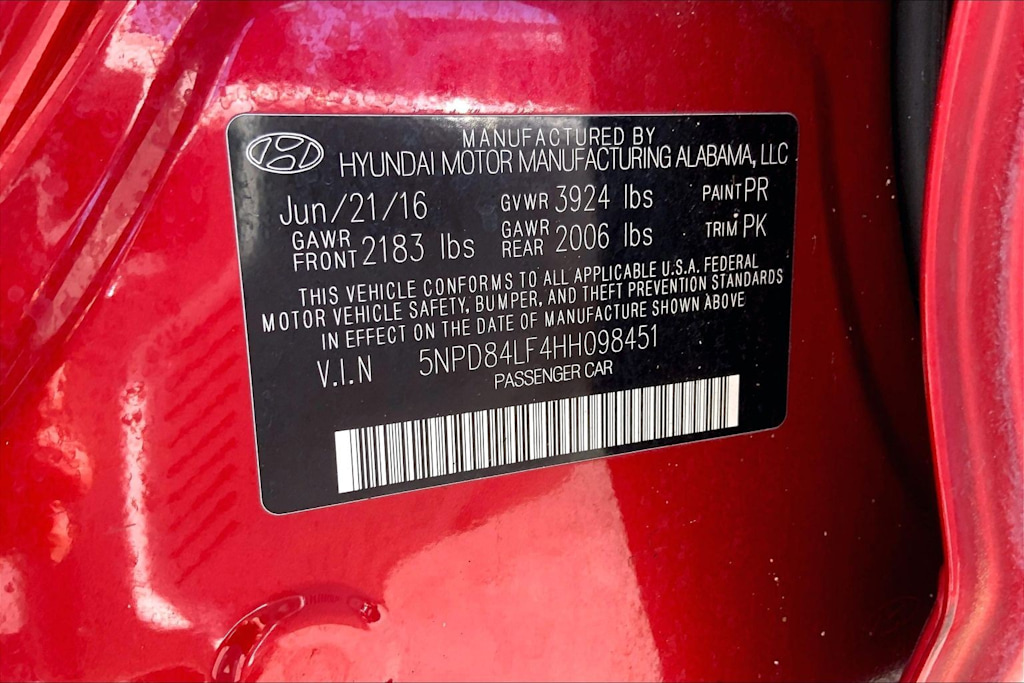 MANUFACTURED BY
HYUNDAI MOTOR MANUFACTURING ALABAMA, LLC
Jun/21/16 GVWR 3924 lbs PAINT PR
GAWR FRONT 2183 lbs GAWR REAR 2006 lbs TRIM PK
THIS VEHICLE CONFORMS TO ALL APPLICABLE U.S.A. FEDERAL
MOTOR VEHICLE SAFETY, BUMPER, AND THEFT PREVENTION STANDARDS
IN EFFECT ON THE DATE OF MANUFACTURE SHOWN ABOVE
V.I.N 5NPD84LF4HH098451
PASSENGER CAR